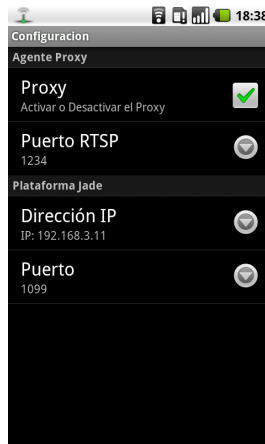 18:38
Configuracion
Agente Proxy
Proxy
Activar o Desactivar el Proxy
Puerto RTSP
1234
Plataforma Jade
Dirección IP
IP: 192.168.3.11
Puerto
1099